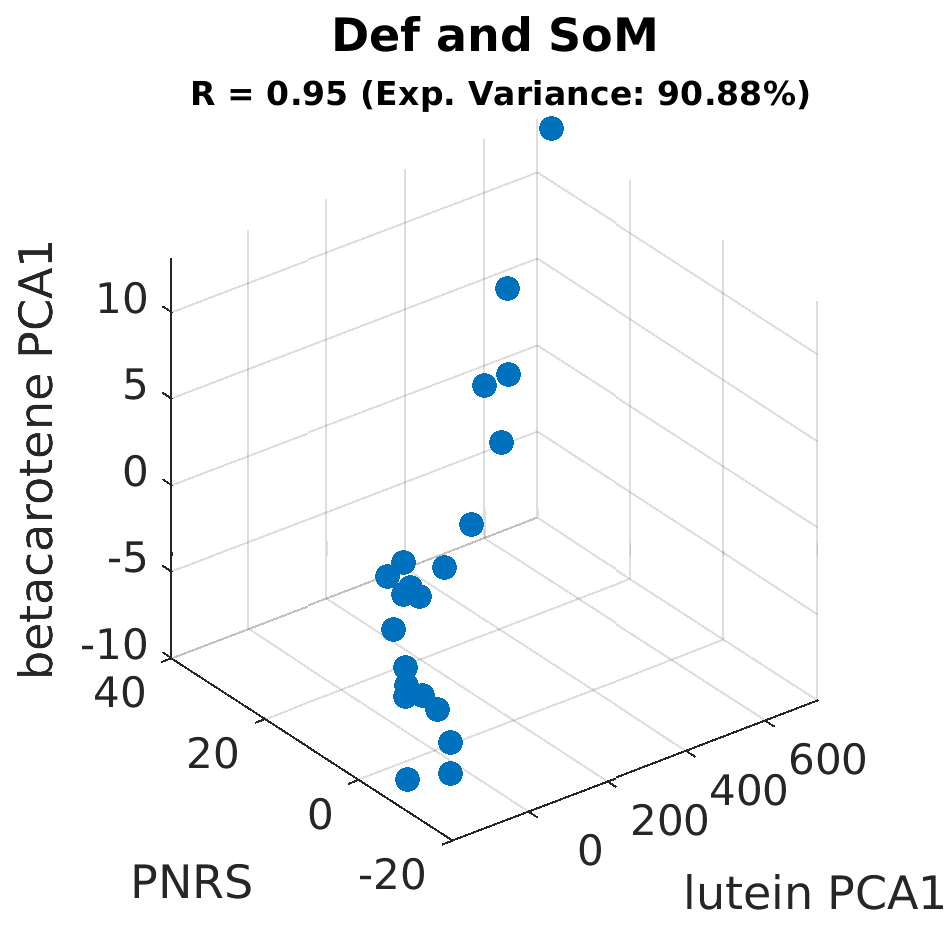 Def and SoM
R = 0.95 (Exp. Variance: 90.88%)
betacarotene PCA1
10
5
0
-5
-10
40
20
0
-20
PNRS
0
200
400
600
lutein PCA1